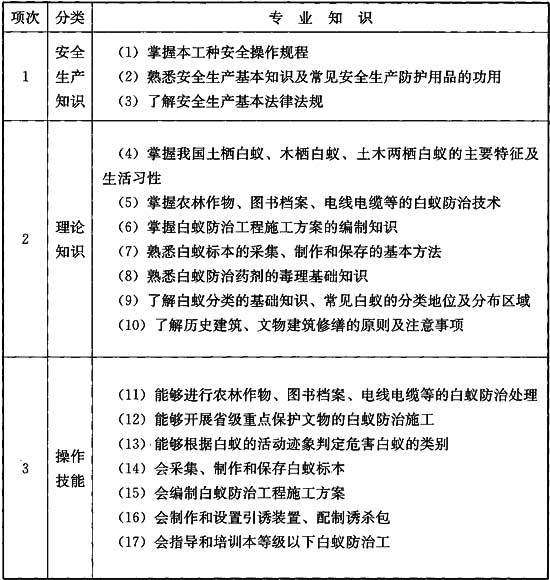 项次 分类 专 业 知 识
1
安全
生产
知识
(1) 掌握本工种安全操作规程
(2) 熟悉安全生产基本知识及常见安全生产防护用品的功用
(3) 了解安全生产基本法律法规
2
理论
知识
(4) 掌握我国土栖白蚁、木栖白蚁、土木两栖白蚁的主要特征及
生活习性
(5) 掌握农林作物、图书档案、电线电缆等的白蚁防治技术
(6) 掌握白蚁防治工程施工方案的编制知识
(7) 熟悉白蚁标本的采集、制作和保存的基本方法
(8) 熟悉白蚁防治药剂的毒理基础知识
(9) 了解白蚁分类的基础知识、常见白蚁的分类地位及分布区域
(10) 了解历史建筑、文物建筑修缮的原则及注意事项
3
操作
技能
(11) 能够进行农林作物、图书档案、电线电缆等的白蚁防治处理
(12) 能够开展省级重点保护文物的白蚁防治施工
(13) 能够根据白蚁的活动迹象判定危害白蚁的类别
(14) 会采集、制作和保存白蚁标本
(15) 会编制白蚁防治工程施工方案
(16) 会制作和设置引诱装置、配制诱杀包
(17) 会指导和培训本等级以下白蚁防治工